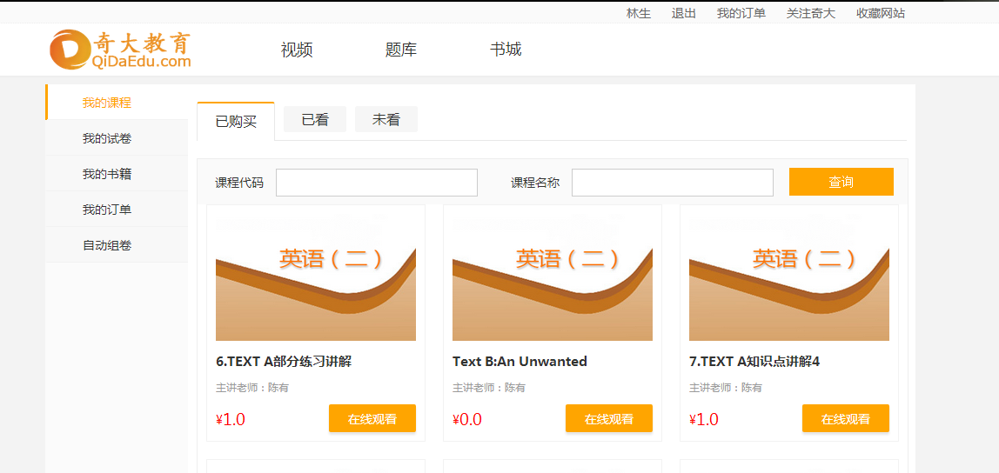 林生 退出 我的订单 关注奇大 收藏网站
奇大教育
QiDaEdu.com
视频 题库 书城
我的课程
我的试卷
我的书籍
我的订单
自动组卷
已购买 已看 未看
课程代码 课程名称 查询
英语（二） 英语（二） 英语（二）
6.TEXT A部分练习讲解 Text B:An Unwanted 7.TEXT A知识点讲解4
主讲老师：陈有 主讲老师：陈有 主讲老师：陈有
¥1.0 在线观看 ¥0.0 在线观看 ¥1.0 在线观看